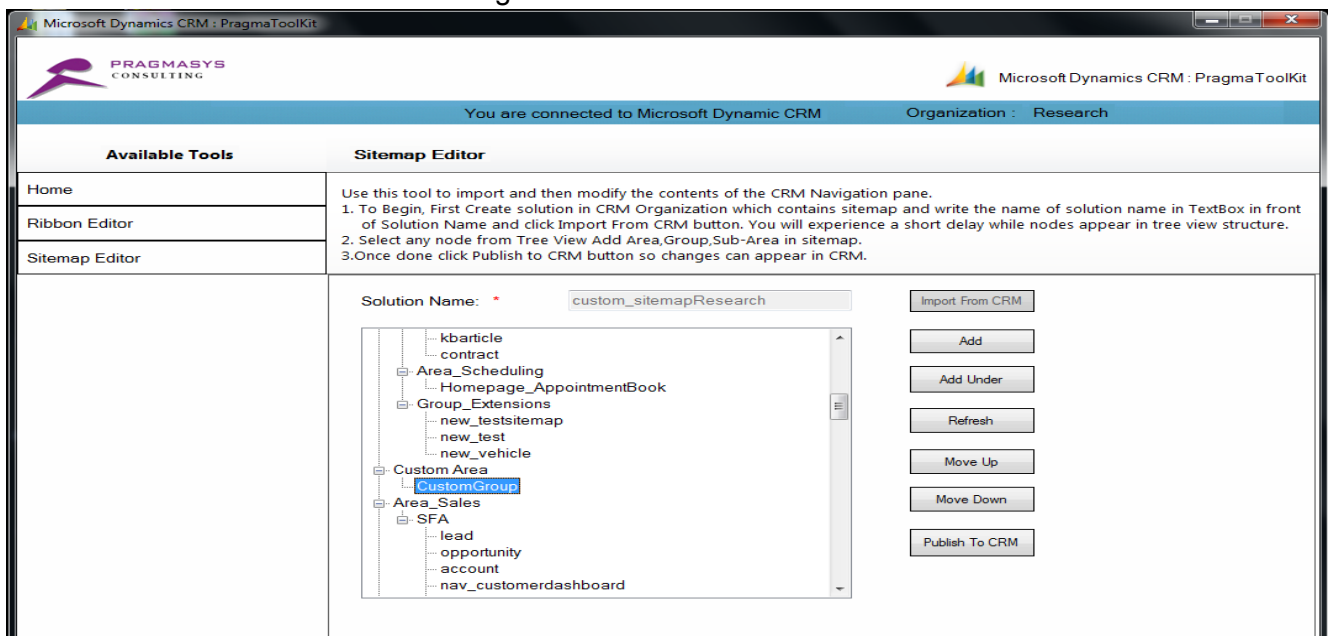 Microsoft Dynamics CRM : PragmaToolKit
PRAGMASYS
CONSULTING
Microsoft Dynamics CRM : PragmaToolKit
You are connected to Microsoft Dynamic CRM Organization : Research
Available Tools
Home
Ribbon Editor
Sitemap Editor
Sitemap Editor
Use this tool to import and then modify the contents of the CRM Navigation pane.
1. To Begin, First Create solution in CRM Organization which contains sitemap and write the name of solution name in TextBox in front
of Solution Name and click Import From CRM button. You will experience a short delay while nodes appear in tree view structure.
2. Select any node from Tree View Add Area,Group,Sub-Area in sitemap.
3.Once done click Publish to CRM button so changes can appear in CRM.
Solution Name: * custom_sitemapResearch
kbarticle
contract
Area_Scheduling
Homepage_AppointmentBook
Group_Extensions
new_testsitemap
new_test
new_vehicle
Custom Area
CustomGroup
Area_Sales
SFA
lead
opportunity
account
nav_customerdashboard
Import From CRM
Add
Add Under
Refresh
Move Up
Move Down
Publish To CRM